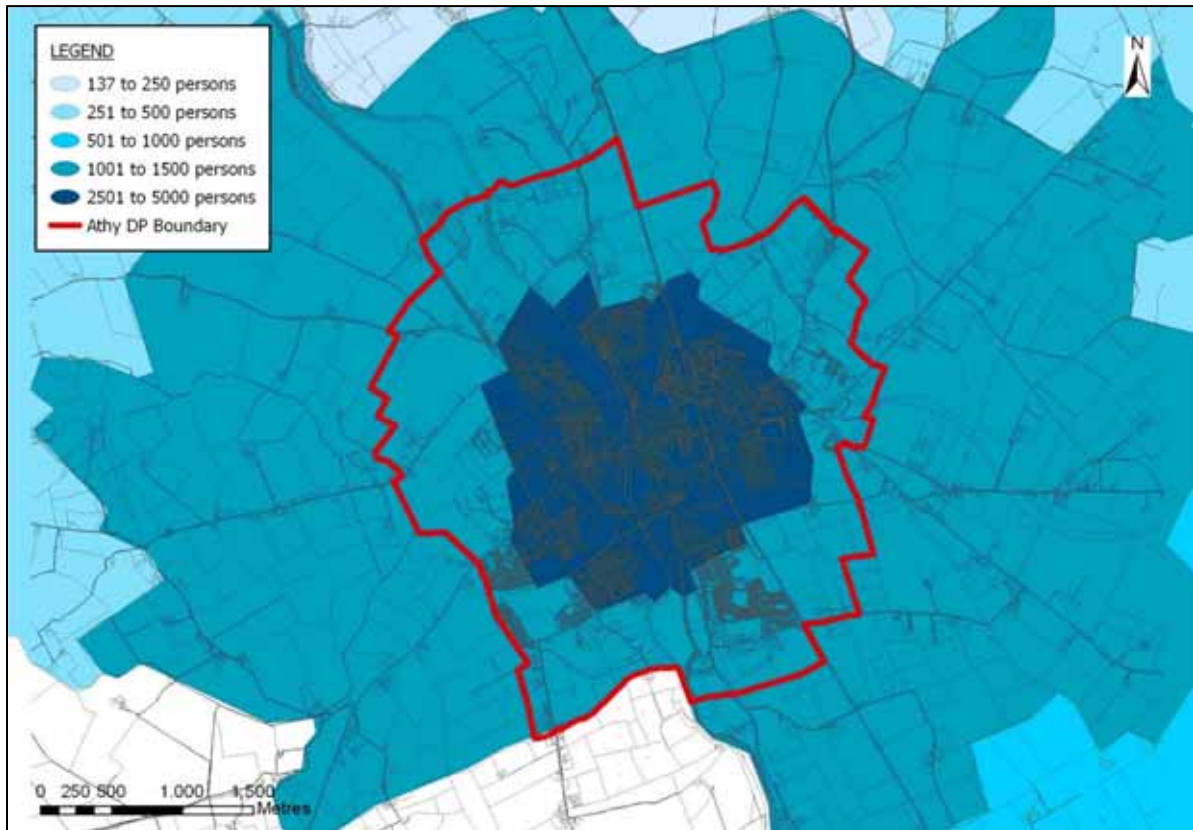 LEGEND
137 to 250 persons
251 to 500 persons
501 to 1000 persons
1001 to 1500 persons
2501 to 5000 persons
Athy DP Boundary
N
0 250 500 1.000 1,500
Metres